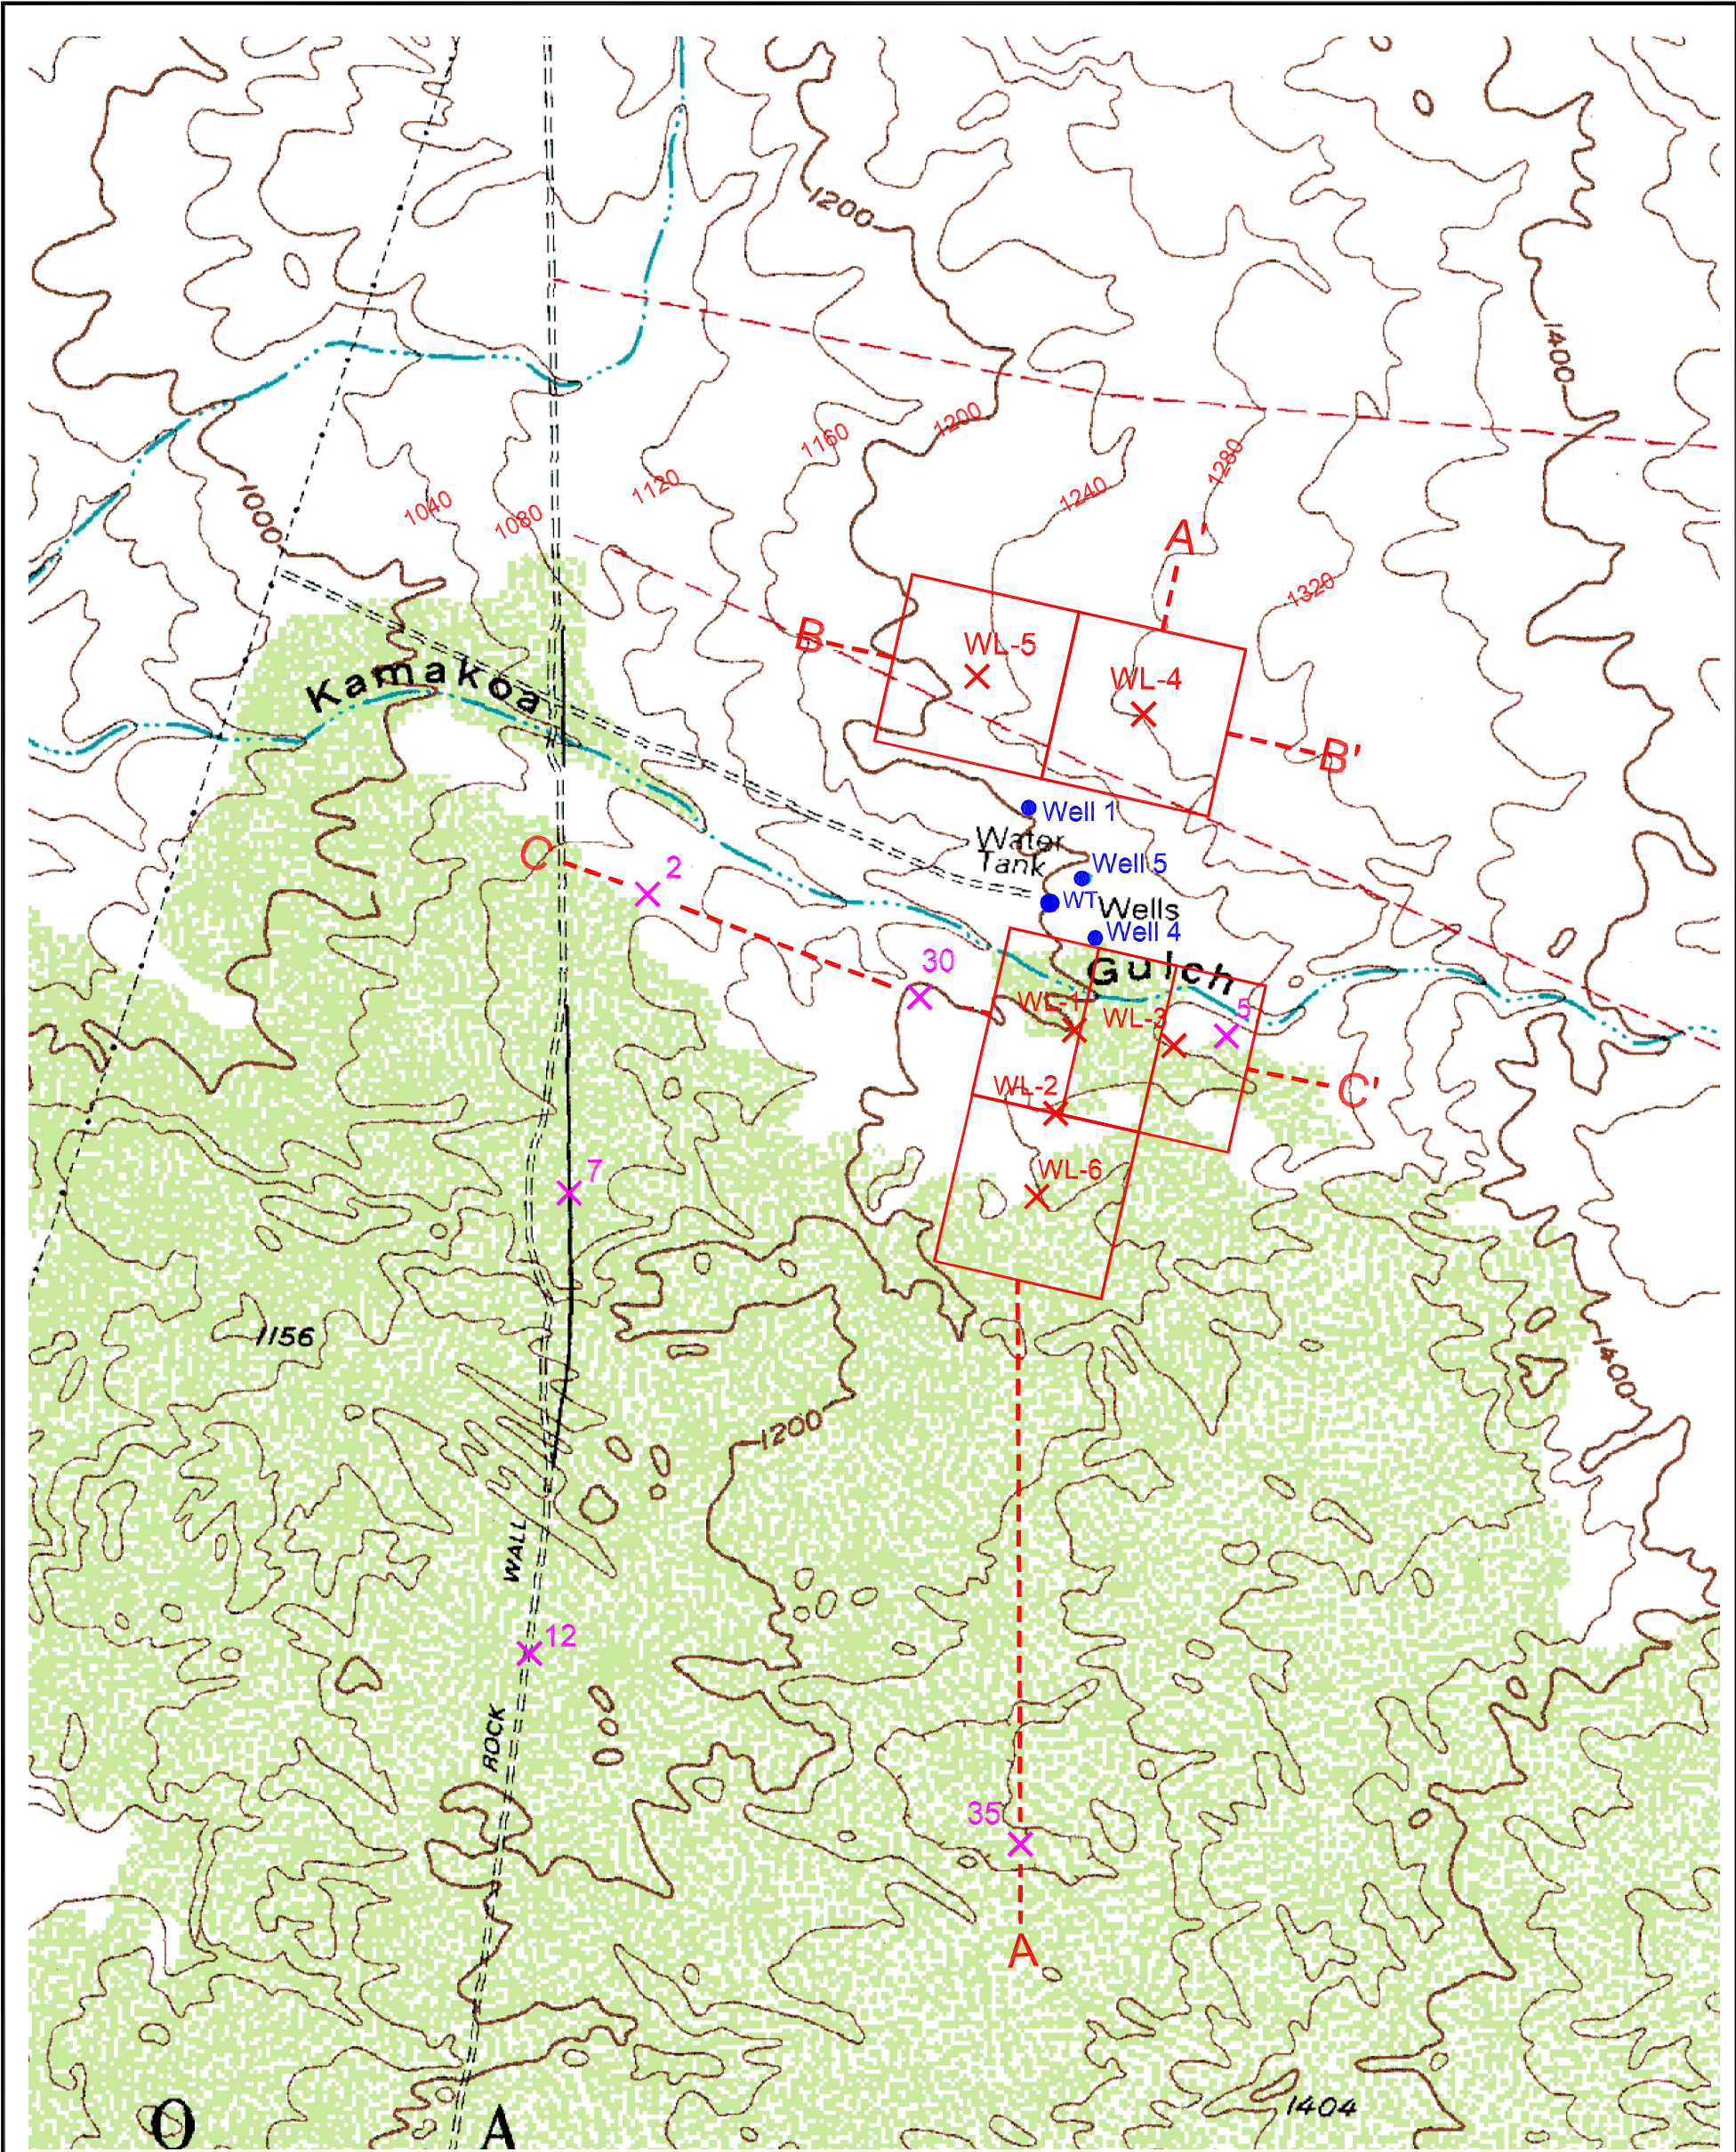 1200
1400
1000
1040
1080
1120
1160
1200
1240
1280
1320
A'
B
WL-5
WL-4
B'
Kamakoa
Well 1
Water
Tank
Well 5
WT
Wells
Well 4
Gulch
C
2
30
WL-1
WL-3
5
WL-2
C'
WL-6
7
1156
1400
1200
WALL
12
ROCK
35
A
O
A
1404